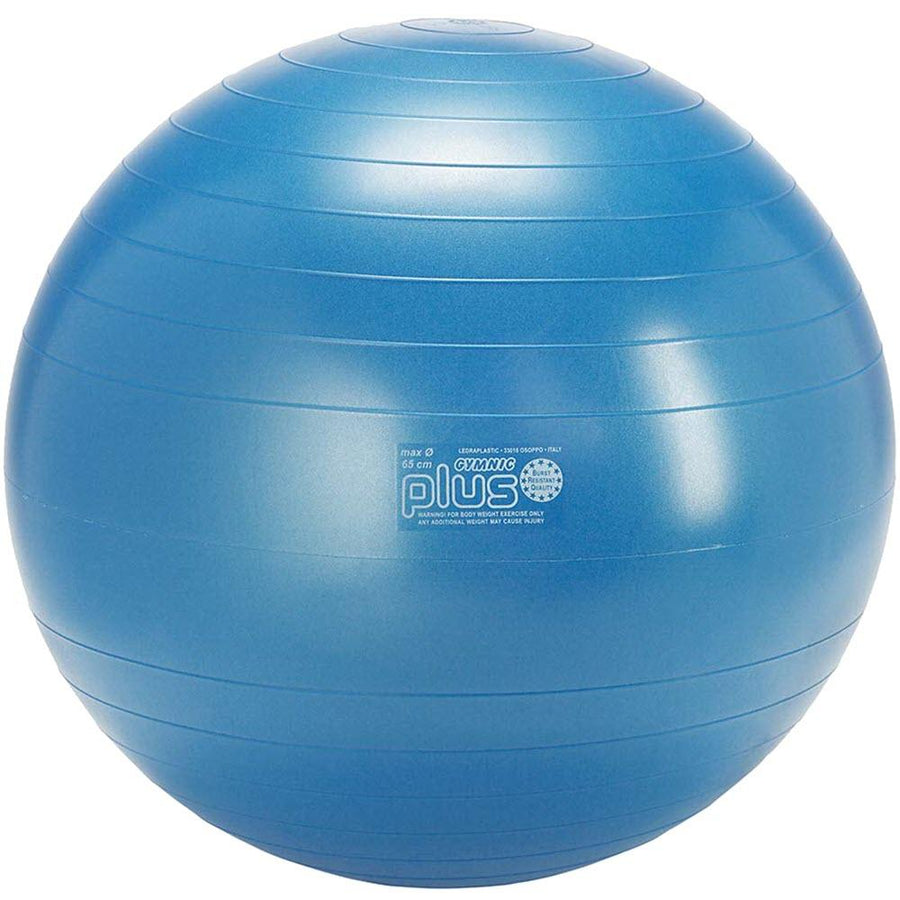 max Ø
65 cm
LEDRAPLASTIC • 33010 OSOPPO • ITALY
GYMNIC
plus
BURST
RESISTANT
QUALITY
WARNING! FOR BODY WEIGHT EXERCISE ONLY
ANY ADDITIONAL WEIGHT MAY CAUSE INJURY